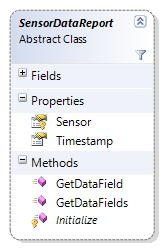 SensorDataReport
Abstract Class
Fields
Properties
Sensor
Timestamp
Methods
GetDataField
GetDataFields
Initialize